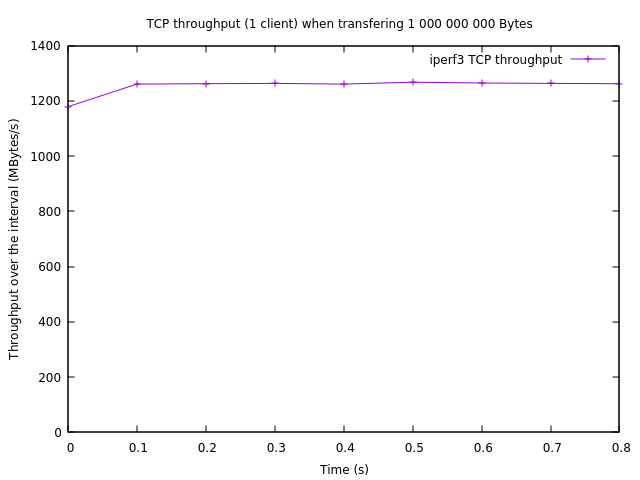 TCP throughput (1 client) when transfering 1 000 000 000 Bytes
iperf3 TCP throughput
Throughput over the interval (MBytes/s)
1400
1200
1000
800
600
400
200
0
0 0.1 0.2 0.3 0.4 0.5 0.6 0.7 0.8
Time (s)